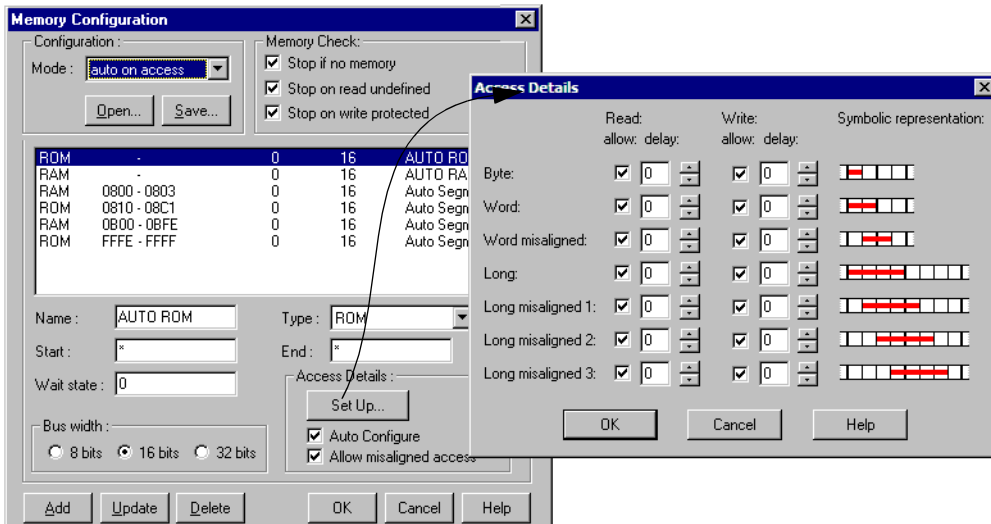 Memory Configuration
Configuration :
Mode : auto on access
Open... Save...
Memory Check:
Stop if no memory
Stop on read undefined
Stop on write protected
ROM - 0 16 AUTO RO
RAM - 0 16 AUTO RA
RAM 0800 - 0803 0 16 Auto Segn
ROM 0810 - 08C1 0 16 Auto Segn
RAM 0B00 - 0BFE 0 16 Auto Segn
ROM FFFE - FFFF 0 16 Auto Segn
Name : AUTO ROM Type : ROM
Start : * End : *
Wait state : 0
Bus width :
8 bits 16 bits 32 bits
Access Details :
Set Up...
Auto Configure
Allow misaligned access
Add Update Delete OK Cancel Help
Access Details
Read: Write: Symbolic representation:
allow: delay: allow: delay:
Byte: 0 0
Word: 0 0
Word misaligned: 0 0
Long: 0 0
Long misaligned 1: 0 0
Long misaligned 2: 0 0
Long misaligned 3: 0 0
OK Cancel Help